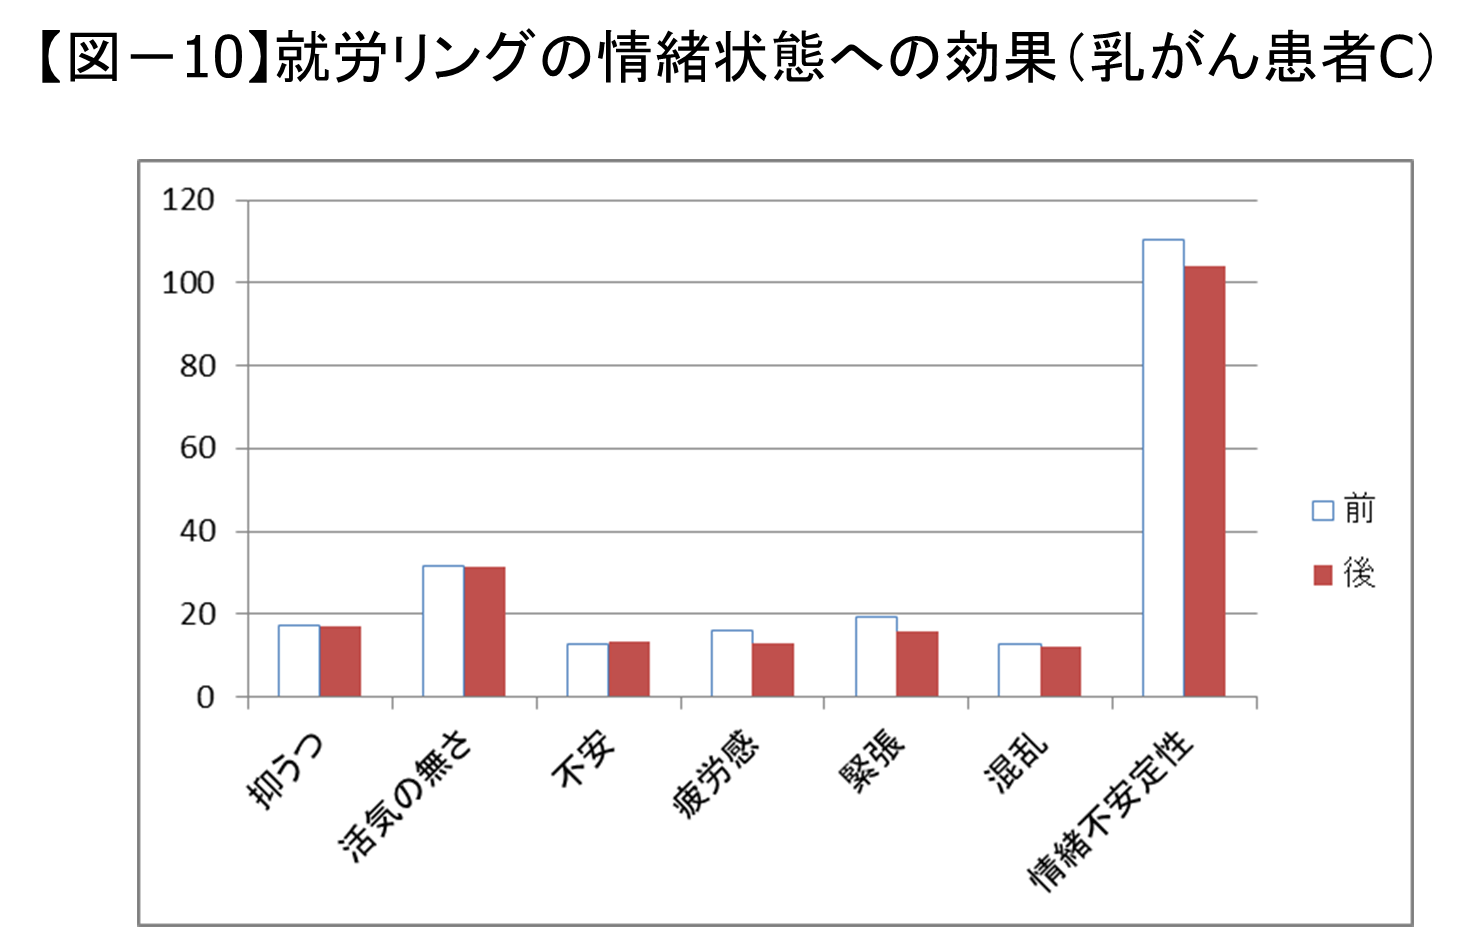 【図－10】就労リングの情緒状態への効果（乳がん患者C）
120
100
80
60
40
20
0
抑うつ
活気の無さ
不安
疲労感
緊張
混乱
情緒不安定性
前
後